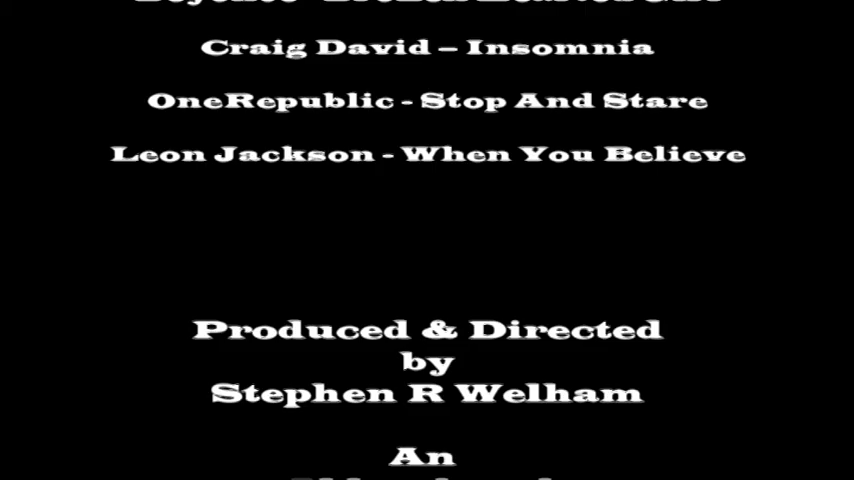 Craig David – Insomnia
OneRepublic - Stop And Stare
Leon Jackson - When You Believe
Produced & Directed
by
Stephen R Welham
An